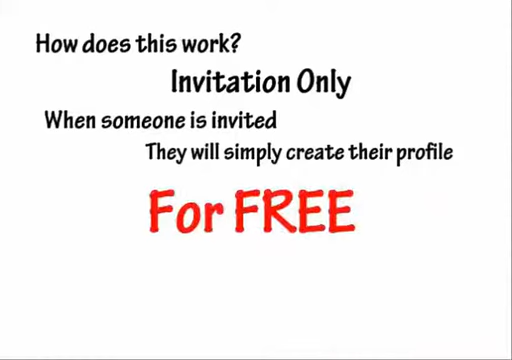 How does this work?
Invitation Only
When someone is invited
They will simply create their profile
For FREE